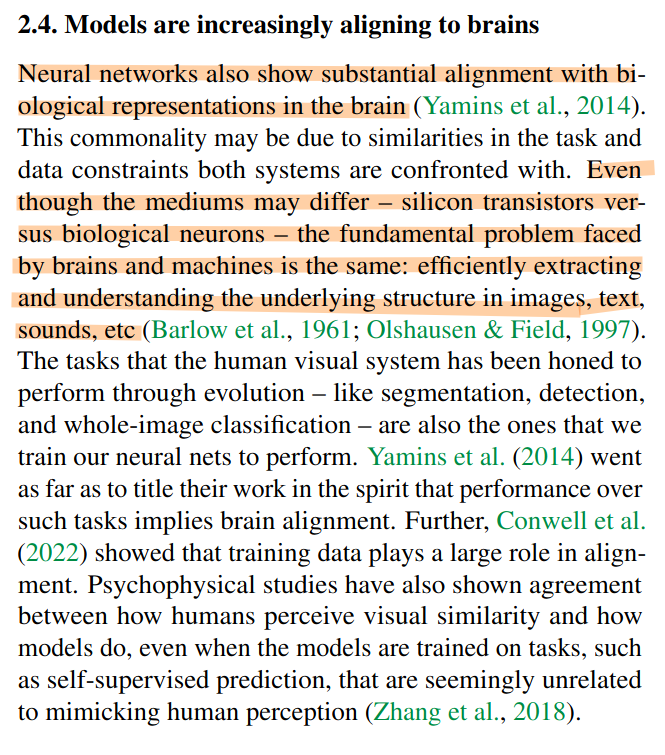 2.4. Models are increasingly aligning to brains
Neural networks also show substantial alignment with bi-
ological representations in the brain (Yamins et al., 2014).
This commonality may be due to similarities in the task and
data constraints both systems are confronted with. Even
though the mediums may differ – silicon transistors ver-
sus biological neurons – the fundamental problem faced
by brains and machines is the same: efficiently extracting
and understanding the underlying structure in images, text,
sounds, etc (Barlow et al., 1961; Olshausen & Field, 1997).
The tasks that the human visual system has been honed to
perform through evolution – like segmentation, detection,
and whole-image classification – are also the ones that we
train our neural nets to perform. Yamins et al. (2014) went
as far as to title their work in the spirit that performance over
such tasks implies brain alignment. Further, Conwell et al.
(2022) showed that training data plays a large role in align-
ment. Psychophysical studies have also shown agreement
between how humans perceive visual similarity and how
models do, even when the models are trained on tasks, such
as self-supervised prediction, that are seemingly unrelated
to mimicking human perception (Zhang et al., 2018).